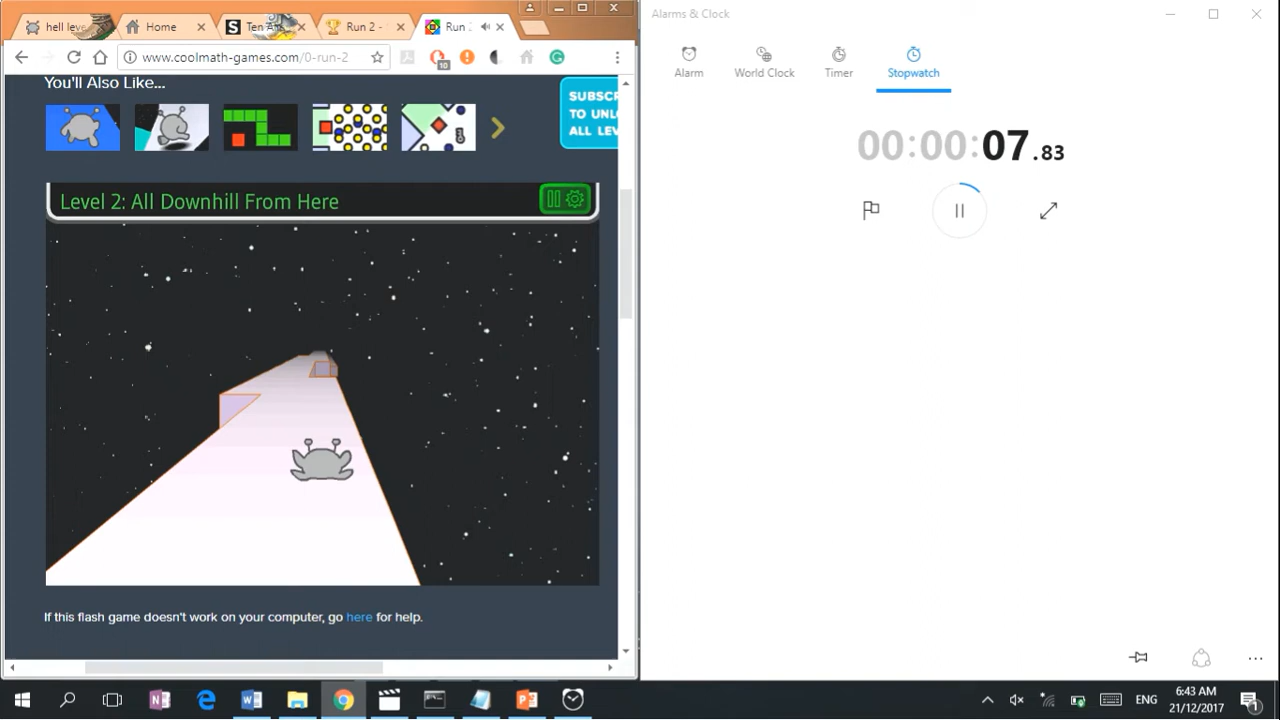 hell leve
Home
S Ten A
Run 2 -
Run
www.coolmath-games.com/0-run-2
10
You'll Also Like...
SUBSC
TO UNL
ALL LEV
Level 2: All Downhill From Here
If this flash game doesn't work on your computer, go here for help.
Alarms & Clock
Alarm
World Clock
Timer
Stopwatch
00:00:07.83
ENG
6:43 AM
21/12/2017
1